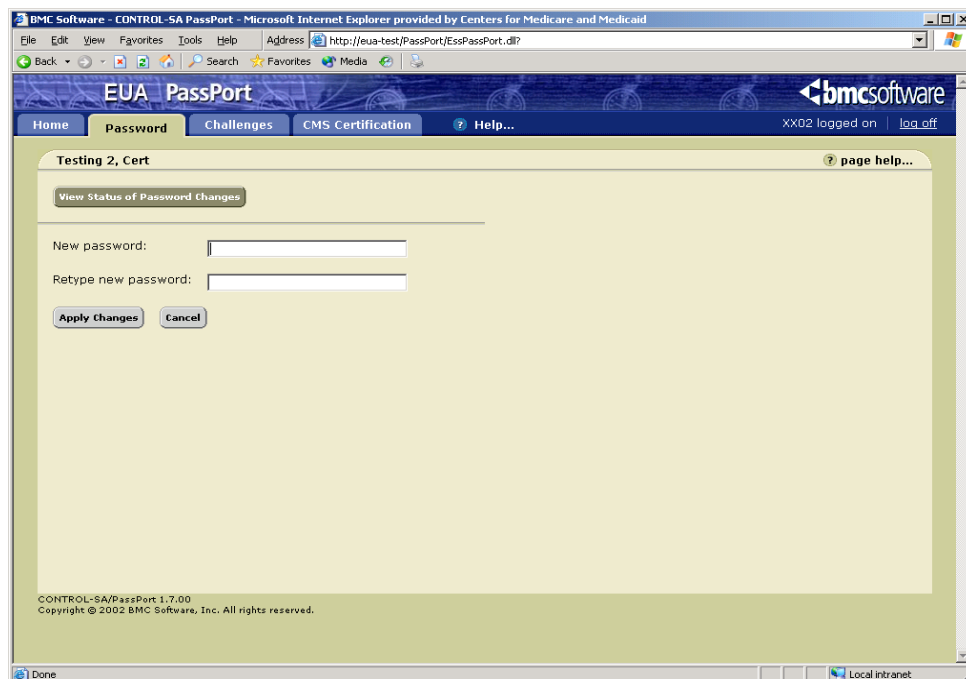 BMC Software - CONTROL-SA PassPort - Microsoft Internet Explorer provided by Centers for Medicare and Medicaid
File Edit View Favorites Tools Help Address http://eua-test/PassPort/EssPassPort.dll?
Back Search Favorites Media
EUA PassPort bmcsoftware
Home Password Challenges CMS Certification ? Help... XX02 logged on | log off
Testing 2, Cert ? page help...
View Status of Password Changes
New password:
Retype new password:
Apply Changes Cancel
CONTROL-SA/PassPort 1.7.00
Copyright © 2002 BMC Software, Inc. All rights reserved.
Done Local intranet